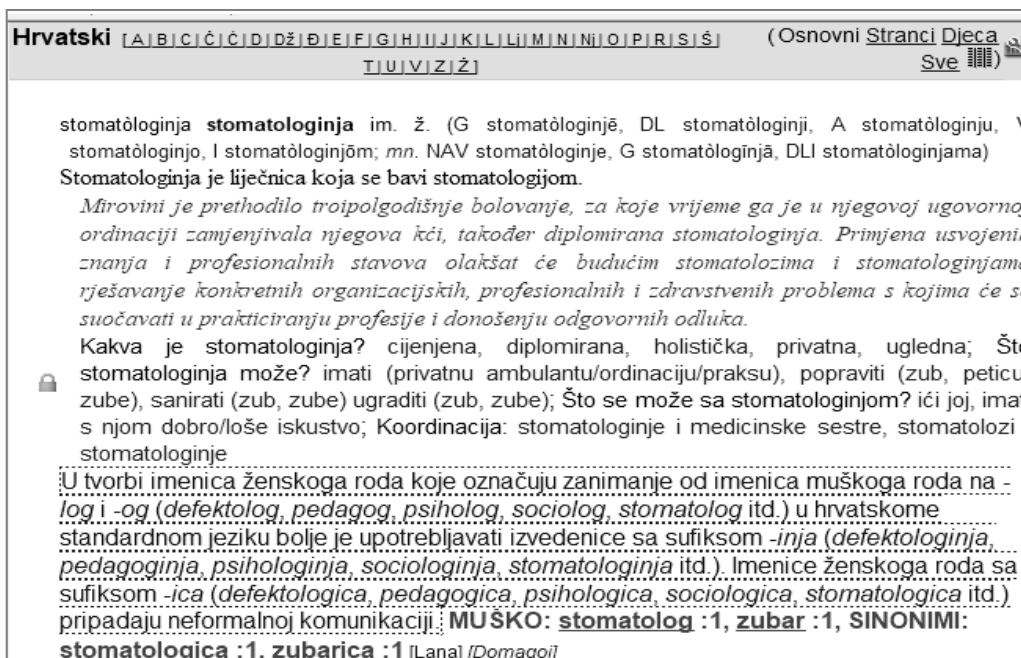 Hrvatski [ A | B | C | Č | Ć | D | Dž | Đ | E | F | G | H | I | J | K | L | Lj | M | N | Nj | O | P | R | S | Š |
T | U | V | Z | Ž ]
(Osnovni Stranci Djeca
Sve )
stomatòloginja stomatologinja im. ž. (G stomatòloginjē, DL stomatòloginji, A stomatòloginju, V
stomatòloginjo, I stomatòloginjōm; mn. NAV stomatòloginje, G stomatòlogīnjā, DLI stomatòloginjama)
Stomatologinja je liječnica koja se bavi stomatologijom.
Mirovini je prethodilo troipolgodišnje bolovanje, za koje vrijeme ga je u njegovoj ugovornoj
ordinaciji zamjenjivala njegova kći, također diplomirana stomatologinja. Primjena usvojenih
znanja i profesionalnih stavova olakšat će budućim stomatolozima i stomatologinjama
rješavanje konkretnih organizacijskih, profesionalnih i zdravstvenih problema s kojima će se
suočavati u prakticiranju profesije i donošenju odgovornih odluka.
Kakva je stomatologinja? cijenjena, diplomirana, holistička, privatna, ugledna; Što
stomatologinja može? imati (privatnu ambulantu/ordinaciju/praksu), popraviti (zub, peticu,
zube), sanirati (zub, zube) ugraditi (zub, zube); Što se može sa stomatologinjom? ići joj, imat
s njom dobro/loše iskustvo; Koordinacija: stomatologinje i medicinske sestre, stomatolozi
stomatologinje
U tvorbi imenica ženskoga roda koje označuju zanimanje od imenica muškoga roda na -
log i -og (defektolog, pedagog, psiholog, sociolog, stomatolog itd.) u hrvatskome
standardnom jeziku bolje je upotrebljavati izvedenice sa sufiksom -inja (defektologinja,
pedagoginja, psihologinja, sociologinja, stomatologinja itd.). Imenice ženskoga roda sa
sufiksom -ica (defektologica, pedagogica, psihologica, sociologica, stomatologica itd.)
pripadaju neformalnoj komunikaciji. MUŠKO: stomatolog :1, zubar :1, SINONIMI:
stomatologica :1, zubarica :1 [Lana] [Domagoj]